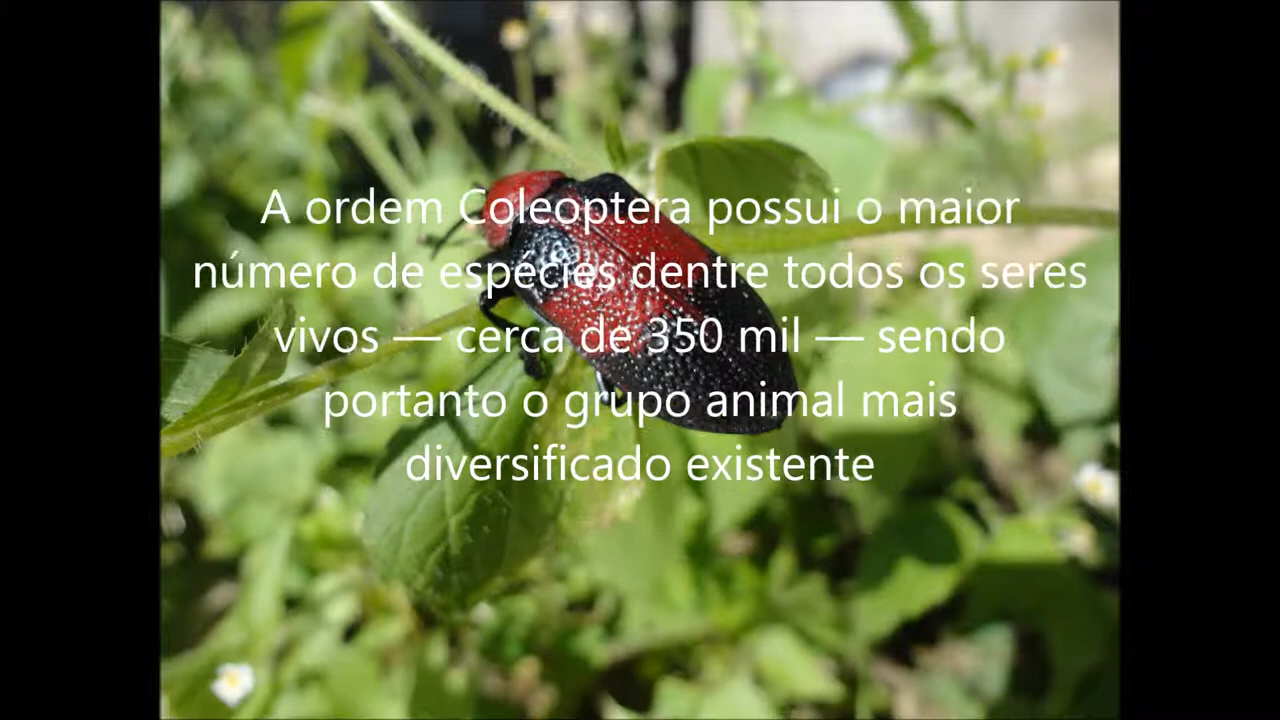 A ordem Coleoptera possui o maior
número de espécies dentre todos os seres
vivos — cerca de 350 mil — sendo
portanto o grupo animal mais
diversificado existente